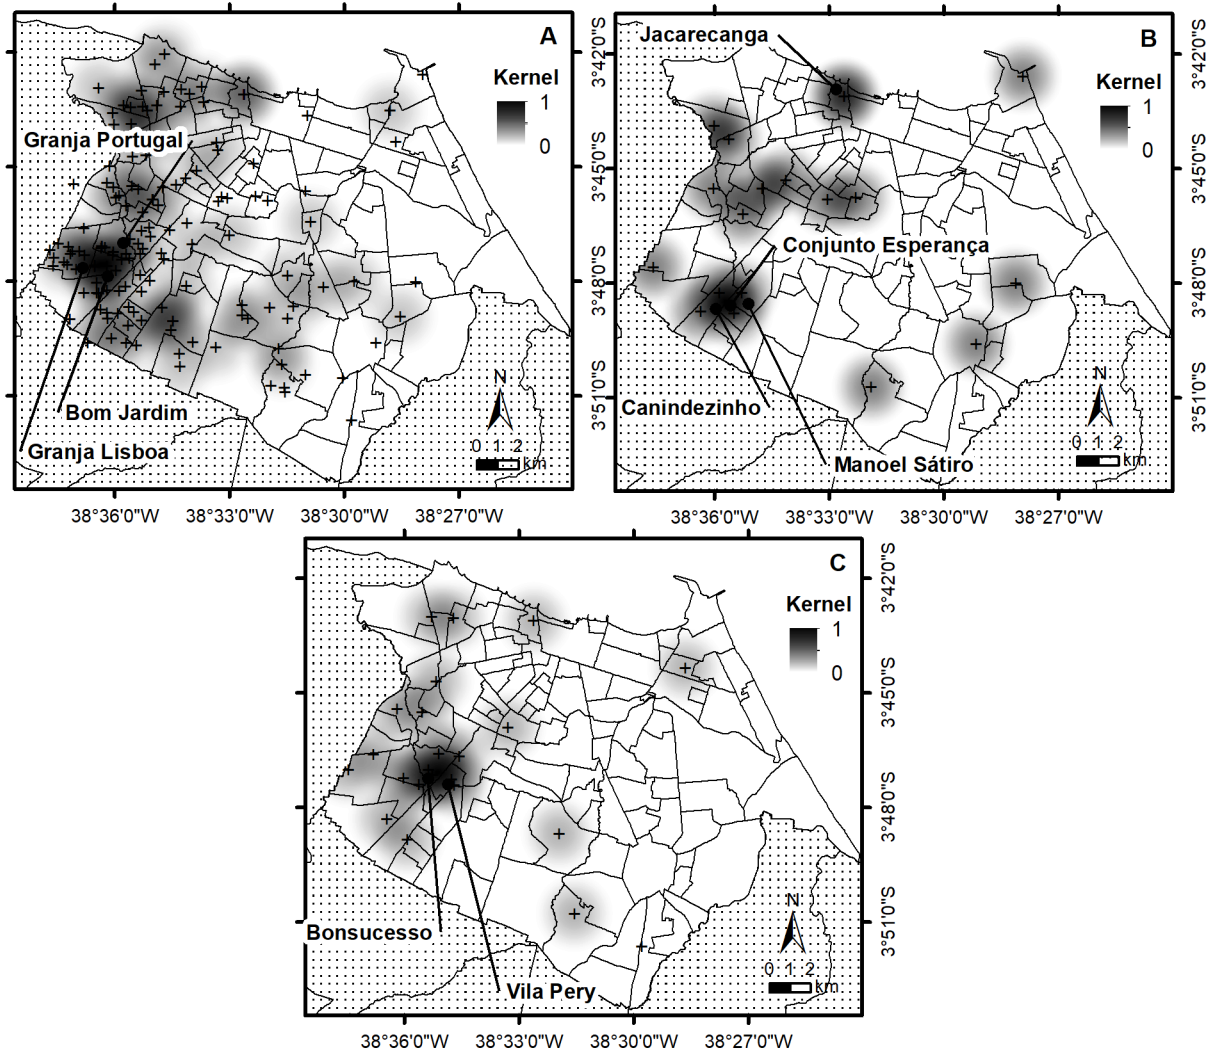 A
Kernel
1
0
Granja Portugal
Bom Jardim
Granja Lisboa
N
0 1 2
km
3°42'0"S
3°45'0"S
3°48'0"S
3°51'0"S
38°36'0"W 38°33'0"W 38°30'0"W 38°27'0"W
B
Jacarecanga
Kernel
1
0
Conjunto Esperança
Canindezinho
Manoel Sátiro
N
0 1 2
km
3°42'0"S
3°45'0"S
3°48'0"S
3°51'0"S
38°36'0"W 38°33'0"W 38°30'0"W 38°27'0"W
C
Kernel
1
0
Bonsucesso
Vila Pery
N
0 1 2
km
3°42'0"S
3°45'0"S
3°48'0"S
3°51'0"S
38°36'0"W 38°33'0"W 38°30'0"W 38°27'0"W